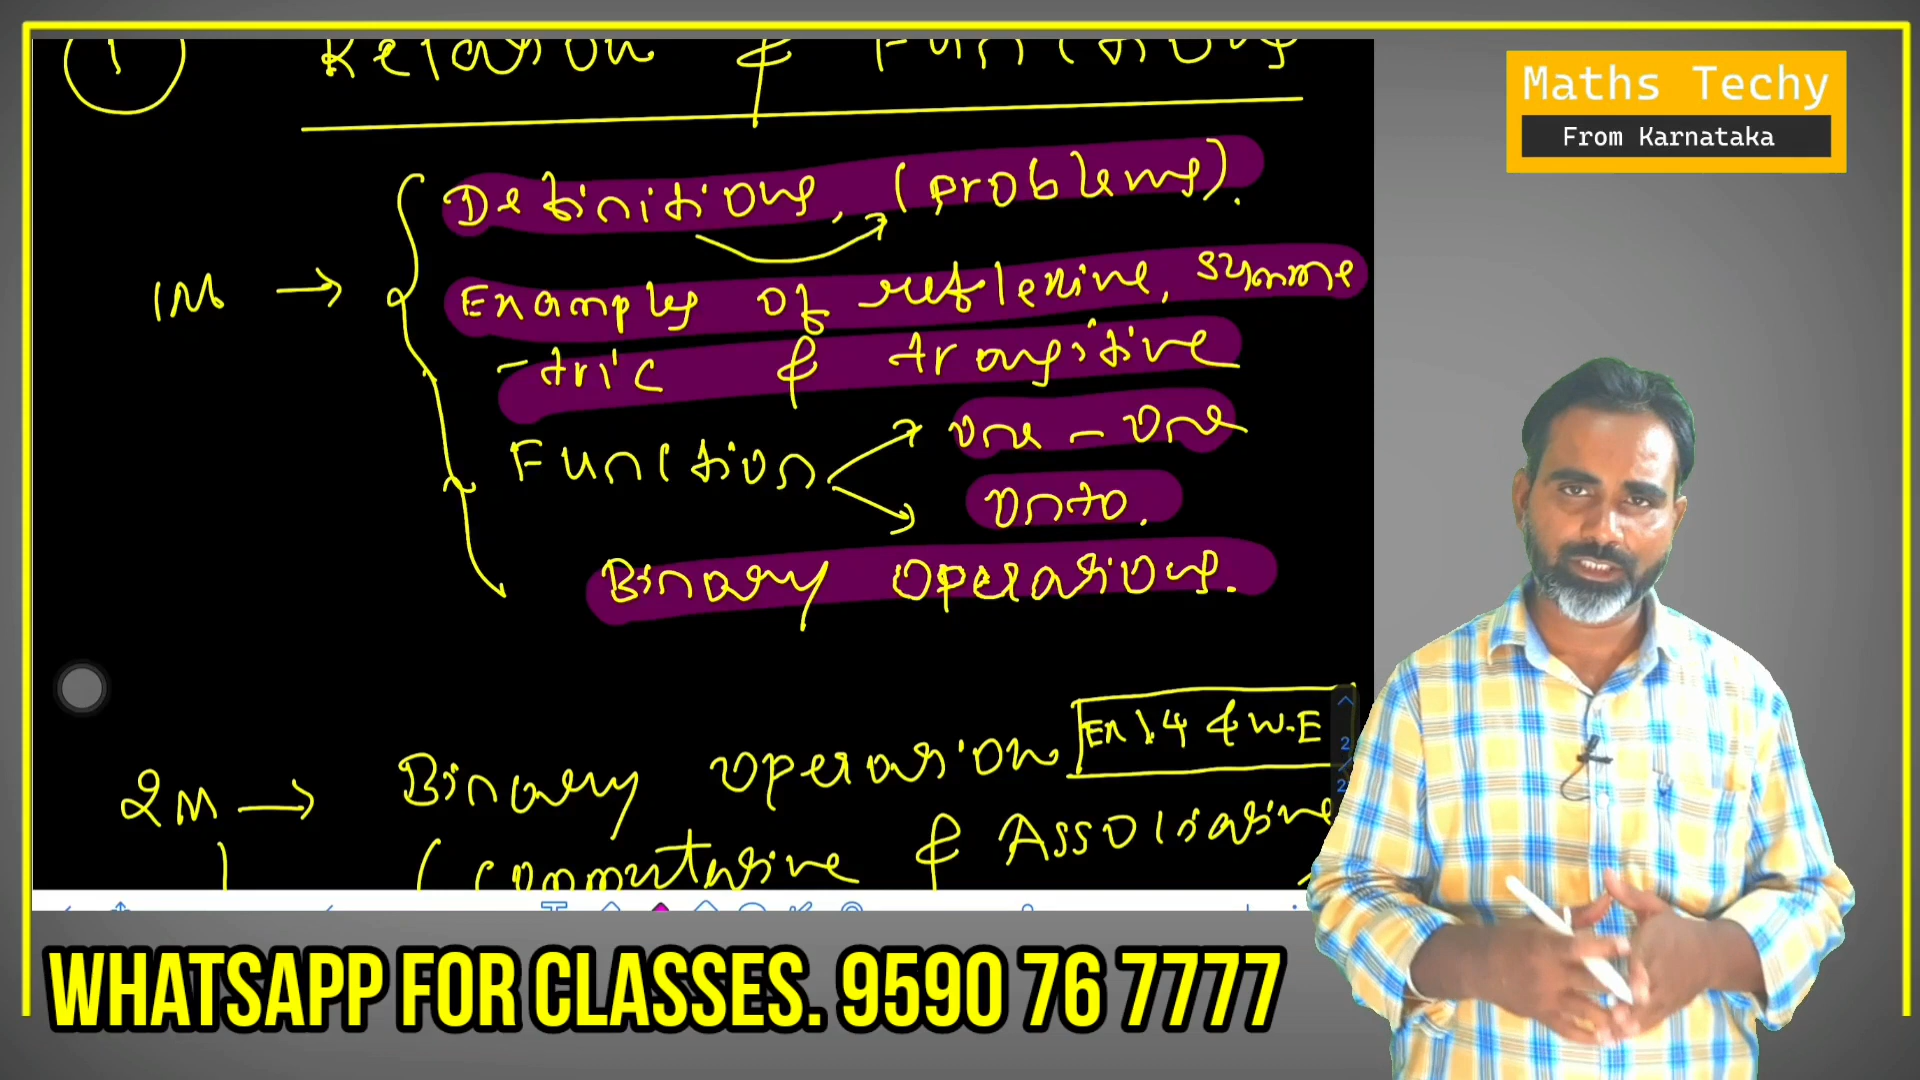 1 Relation & Functions
Maths Techy
From Karnataka
Definitions, (problems).
1M → Examples of reflexive, symme
-tric & transitive
Function one-one
onto.
Binary operations.
2M → Binary operation Ex 1.4 & W.E
(commutative & Associative
WHATSAPP FOR CLASSES. 9590 76 7777